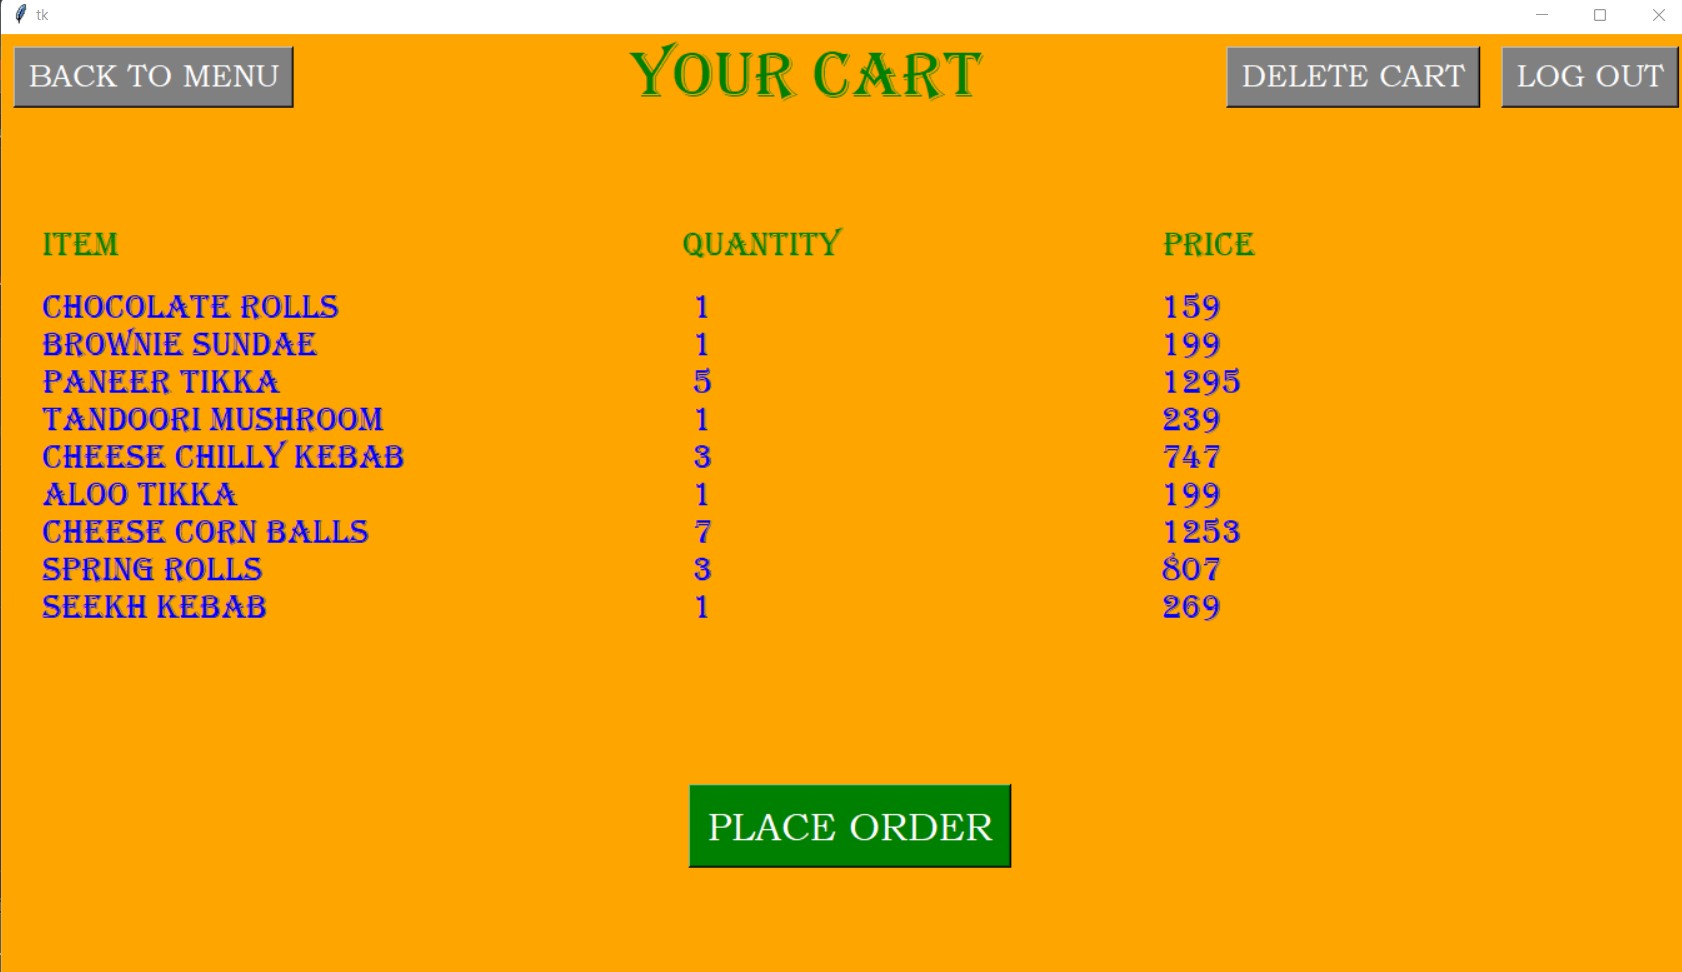 tk
BACK TO MENU YOUR CART DELETE CART LOG OUT
ITEM QUANTITY PRICE
CHOCOLATE ROLLS 1 159
BROWNIE SUNDAE 1 199
PANEER TIKKA 5 1295
TANDOORI MUSHROOM 1 239
CHEESE CHILLY KEBAB 3 747
ALOO TIKKA 1 199
CHEESE CORN BALLS 7 1253
SPRING ROLLS 3 807
SEEKH KEBAB 1 269
PLACE ORDER